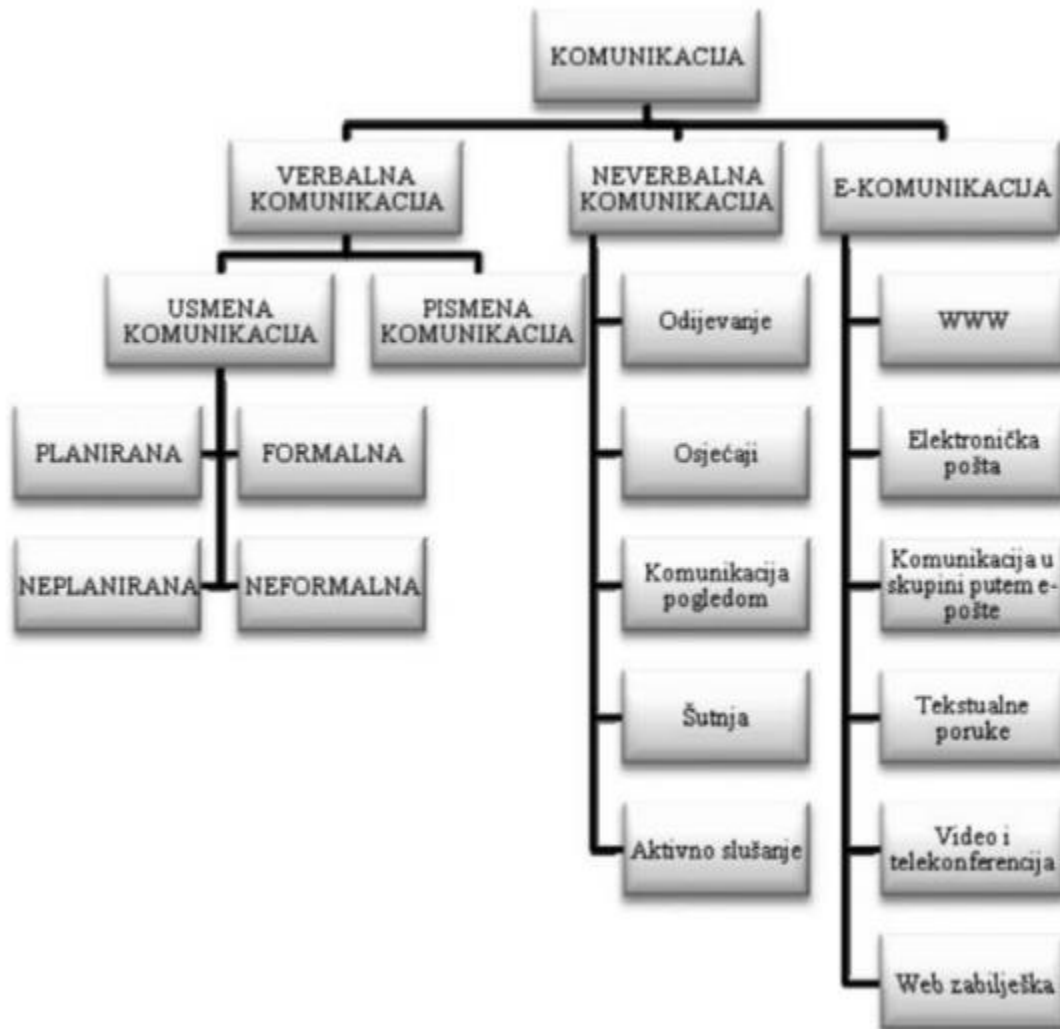 KOMUNIKACIJA
VERBALNA
KOMUNIKACIJA
NEVERBALNA
KOMUNIKACIJA
E-KOMUNIKACIJA
USMENA
KOMUNIKACIJA
PISMENA
KOMUNIKACIJA
PLANIRANA
FORMALNA
NEPLANIRANA
NEFORMALNA
Odijevanje
Osjećaji
Komunikacija
pogledom
Šutnja
Aktivno slušanje
WWW
Elektronička
pošta
Komunikacija u
skupini putem e-
pošte
Tekstualne
poruke
Video i
telekonferencija
Web zabilješka